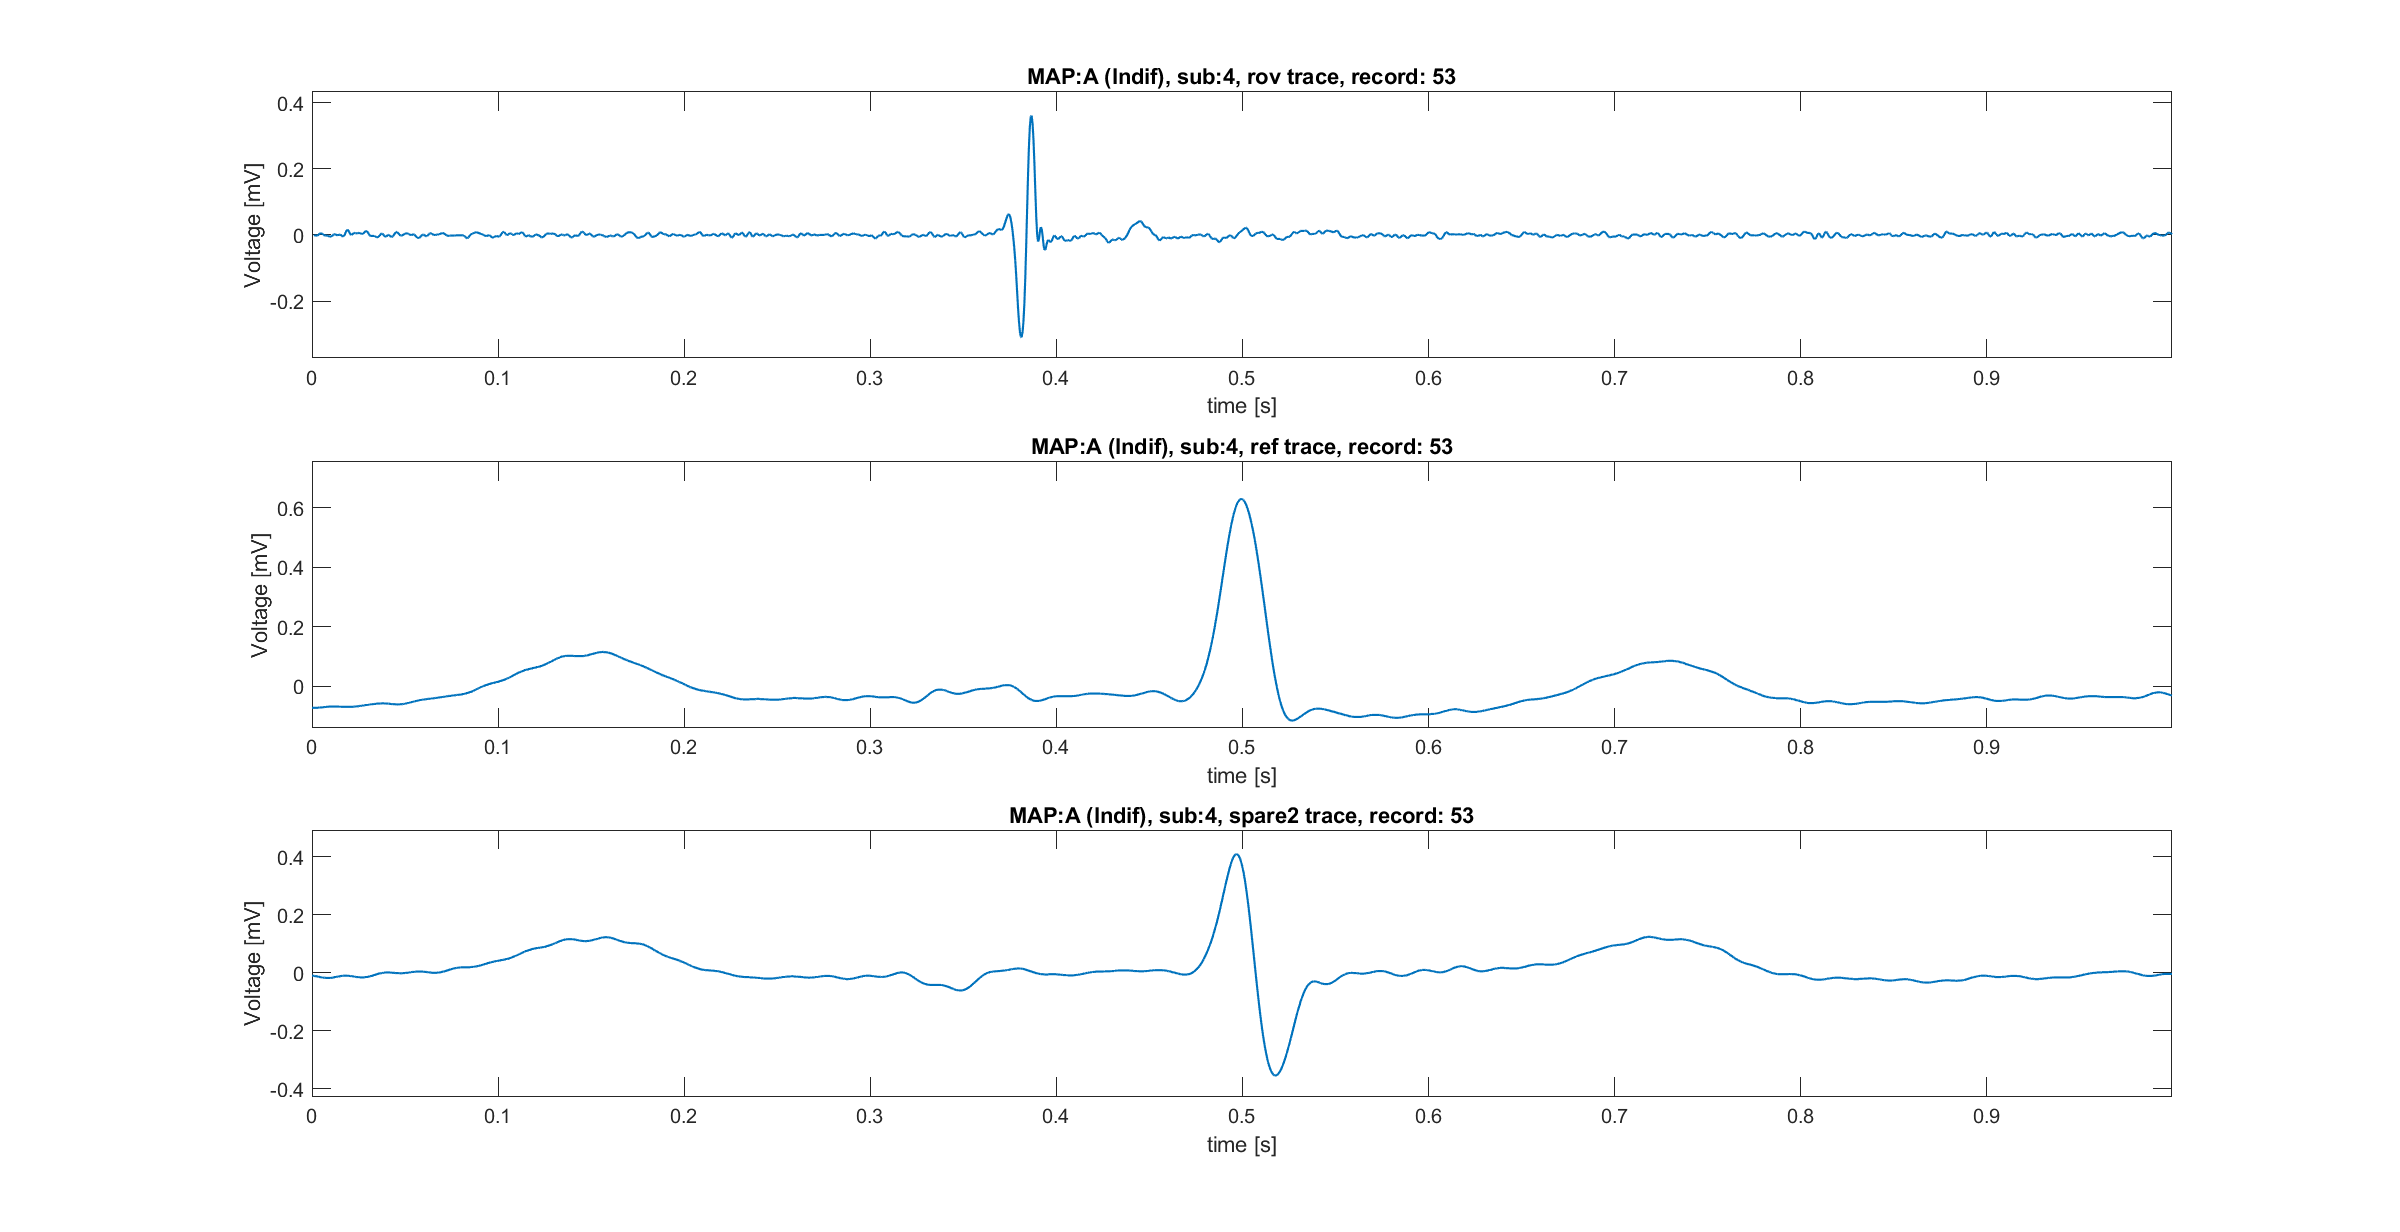 MAP:A (Indif), sub:4, rov trace, record: 53
Voltage [mV]
0.4
0.2
0
-0.2
0 0.1 0.2 0.3 0.4 0.5 0.6 0.7 0.8 0.9
time [s]
MAP:A (Indif), sub:4, ref trace, record: 53
Voltage [mV]
0.6
0.4
0.2
0
0 0.1 0.2 0.3 0.4 0.5 0.6 0.7 0.8 0.9
time [s]
MAP:A (Indif), sub:4, spare2 trace, record: 53
Voltage [mV]
0.4
0.2
0
-0.2
-0.4
0 0.1 0.2 0.3 0.4 0.5 0.6 0.7 0.8 0.9
time [s]